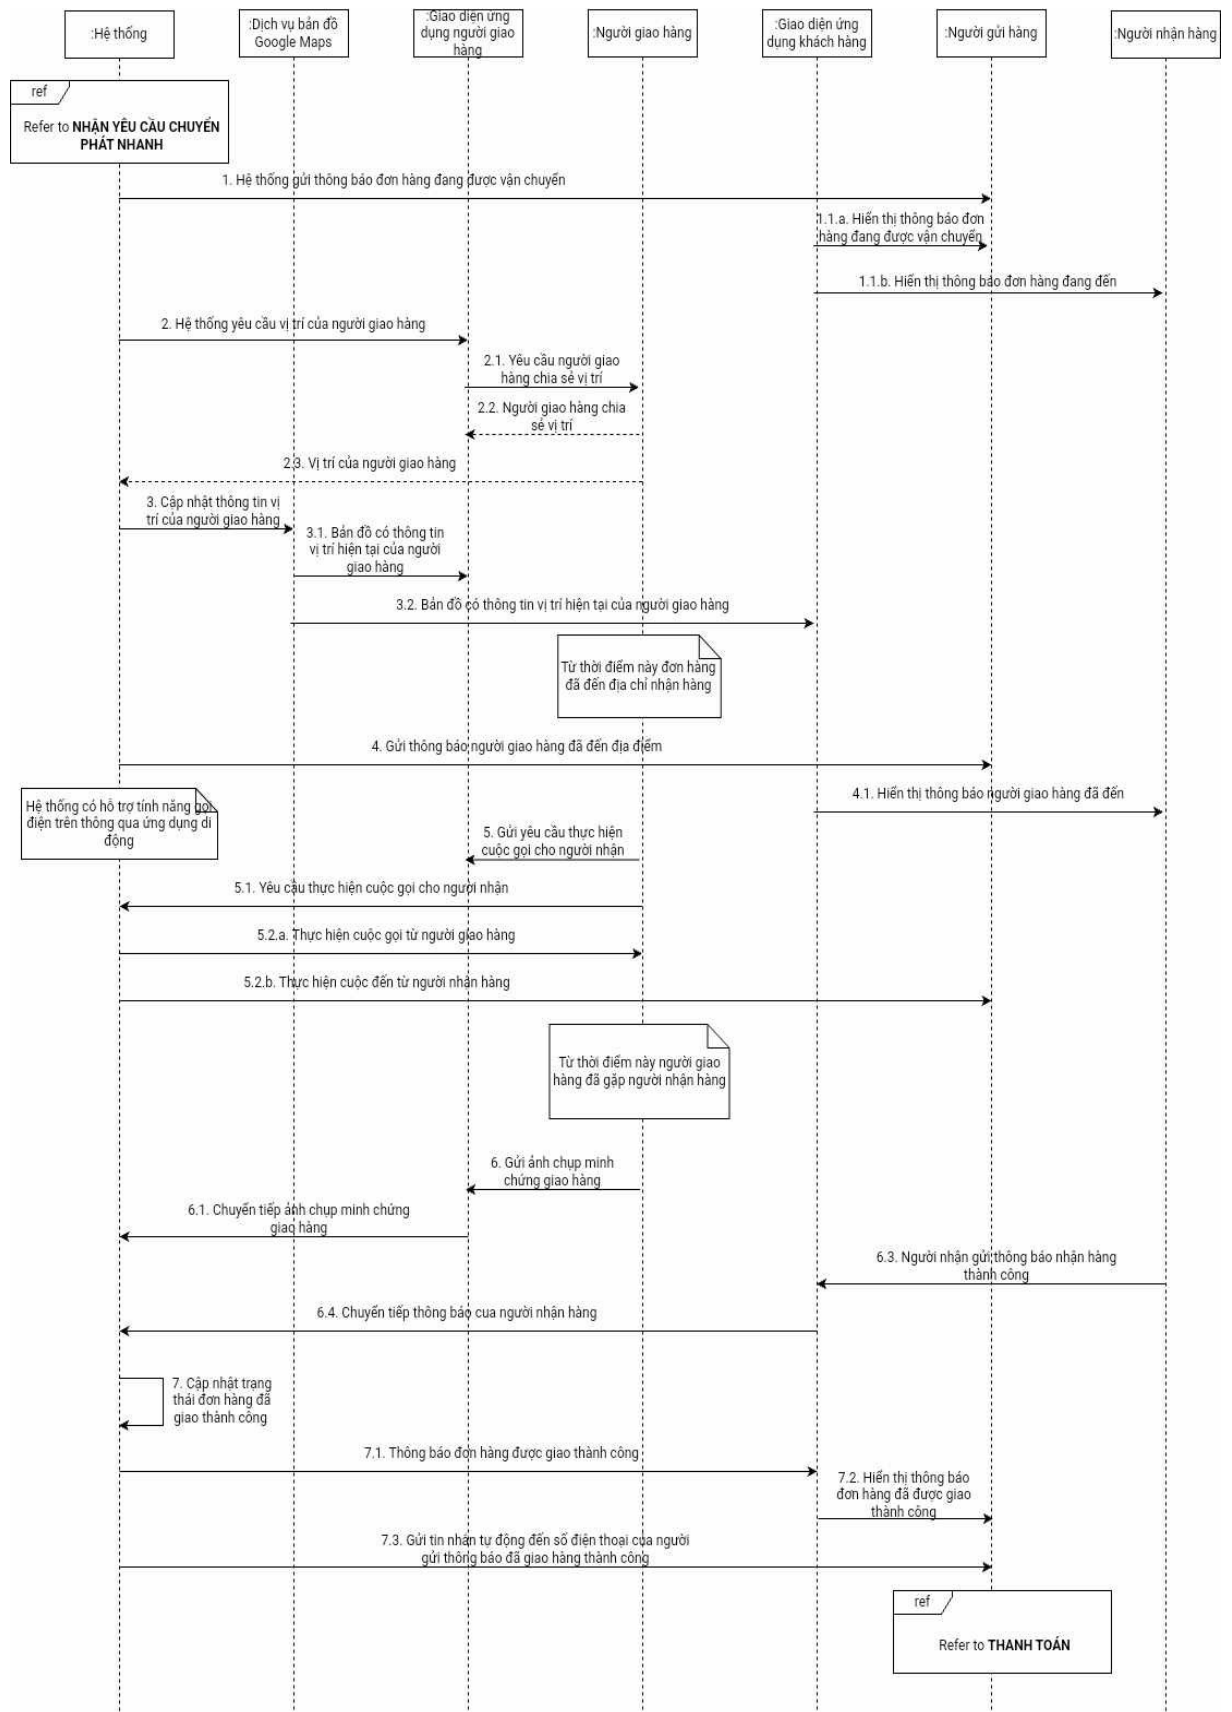 :Hệ thống
:Dịch vụ bản đồ
Google Maps
:Giao diện ứng
dụng người giao
hàng
:Người giao hàng
:Giao diện ứng
dụng khách hàng
:Người gửi hàng
:Người nhận hàng
ref
Refer to NHẬN YÊU CẦU CHUYỂN
PHÁT NHANH
1. Hệ thống gửi thông báo đơn hàng đang được vận chuyển
1.1.a. Hiển thị thông báo đơn
hàng đang được vận chuyển
1.1.b. Hiển thị thông báo đơn hàng đang đến
2. Hệ thống yêu cầu vị trí của người giao hàng
2.1. Yêu cầu người giao
hàng chia sẻ vị trí
2.2. Người giao hàng chia
sẻ vị trí
2.3. Vị trí của người giao hàng
3. Cập nhật thông tin vị
trí của người giao hàng
3.1. Bản đồ có thông tin
vị trí hiện tại của người
giao hàng
3.2. Bản đồ có thông tin vị trí hiện tại của người giao hàng
Từ thời điểm này đơn hàng
đã đến địa chỉ nhận hàng
4. Gửi thông báo người giao hàng đã đến địa điểm
4.1. Hiển thị thông báo người giao hàng đã đến
Hệ thống có hỗ trợ tính năng gọi
điện trên thông qua ứng dụng di
động
5. Gửi yêu cầu thực hiện
cuộc gọi cho người nhận
5.1. Yêu cầu thực hiện cuộc gọi cho người nhận
5.2.a. Thực hiện cuộc gọi từ người giao hàng
5.2.b. Thực hiện cuộc đến từ người nhận hàng
Từ thời điểm này người giao
hàng đã gặp người nhận hàng
6. Gửi ảnh chụp minh
chứng giao hàng
6.1. Chuyển tiếp ảnh chụp minh chứng
giao hàng
6.3. Người nhận gửi thông báo nhận hàng
thành công
6.4. Chuyển tiếp thông báo của người nhận hàng
7. Cập nhật trạng
thái đơn hàng đã
giao thành công
7.1. Thông báo đơn hàng được giao thành công
7.2. Hiển thị thông báo
đơn hàng đã được giao
thành công
7.3. Gửi tin nhắn tự động đến số điện thoại của người
gửi thông báo đã giao hàng thành công
ref
Refer to THANH TOÁN